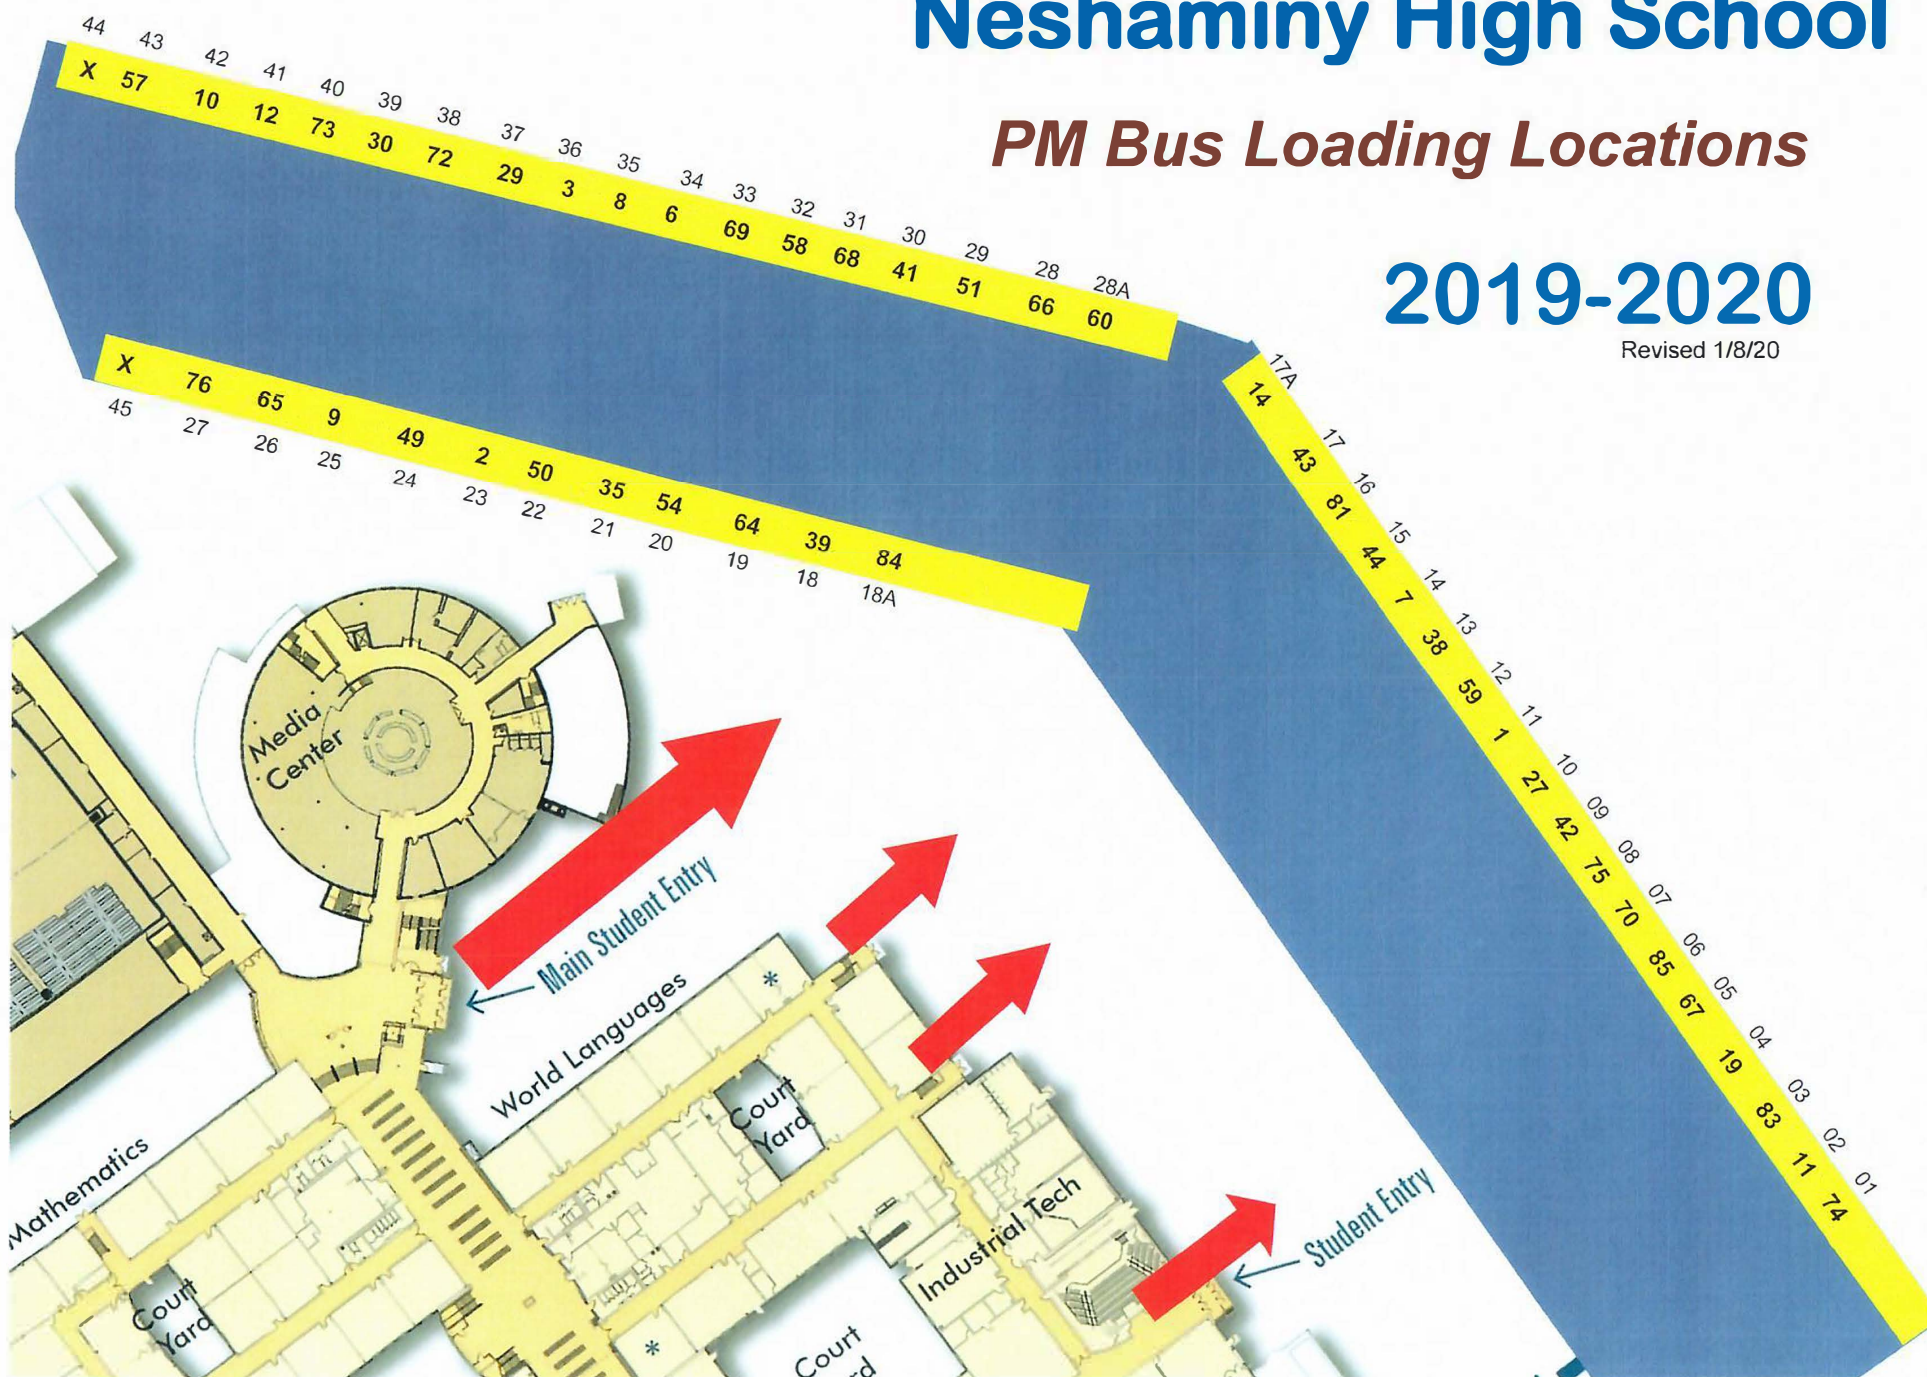 Neshaminy High School
PM Bus Loading Locations
2019-2020
Revised 1/8/20
44 43 42 41 40 39 38 37 36 35 34 33 32 31 30 29 28 28A
X 57 10 12 73 30 72 29 3 8 6 69 58 68 41 51 66 60
X 76 65 9 49 2 50 35 54 64 39 84
45 27 26 25 24 23 22 21 20 19 18 18A
17A 17 16 15 14 13 12 11 10 09 08 07 06 05 04 03 02 01
14 43 81 44 7 38 59 1 27 42 75 70 85 67 19 83 11 74
Media
Center
Main Student Entry
World Languages
*
Court
Yard
Mathematics
Industrial Tech
Student Entry
Court
Yard
*
Court
rd